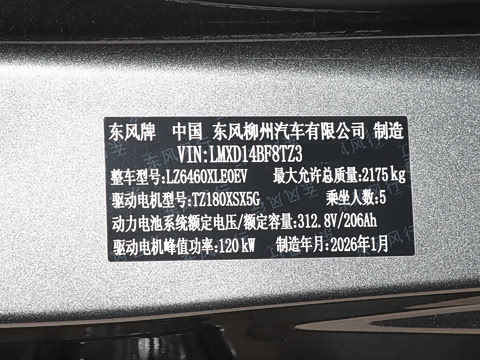 东风牌 中国 东风柳州汽车有限公司 制造
VIN:LMXD14BF8TZ3
整车型号:LZ6460XLE0EV 最大允许总质量:2175kg
驱动电机型号:TZ180XSX5G 乘坐人数:5
动力电池系统额定电压/额定容量:312.8V/206Ah
驱动电机峰值功率:120kW 制造年月:2026年1月